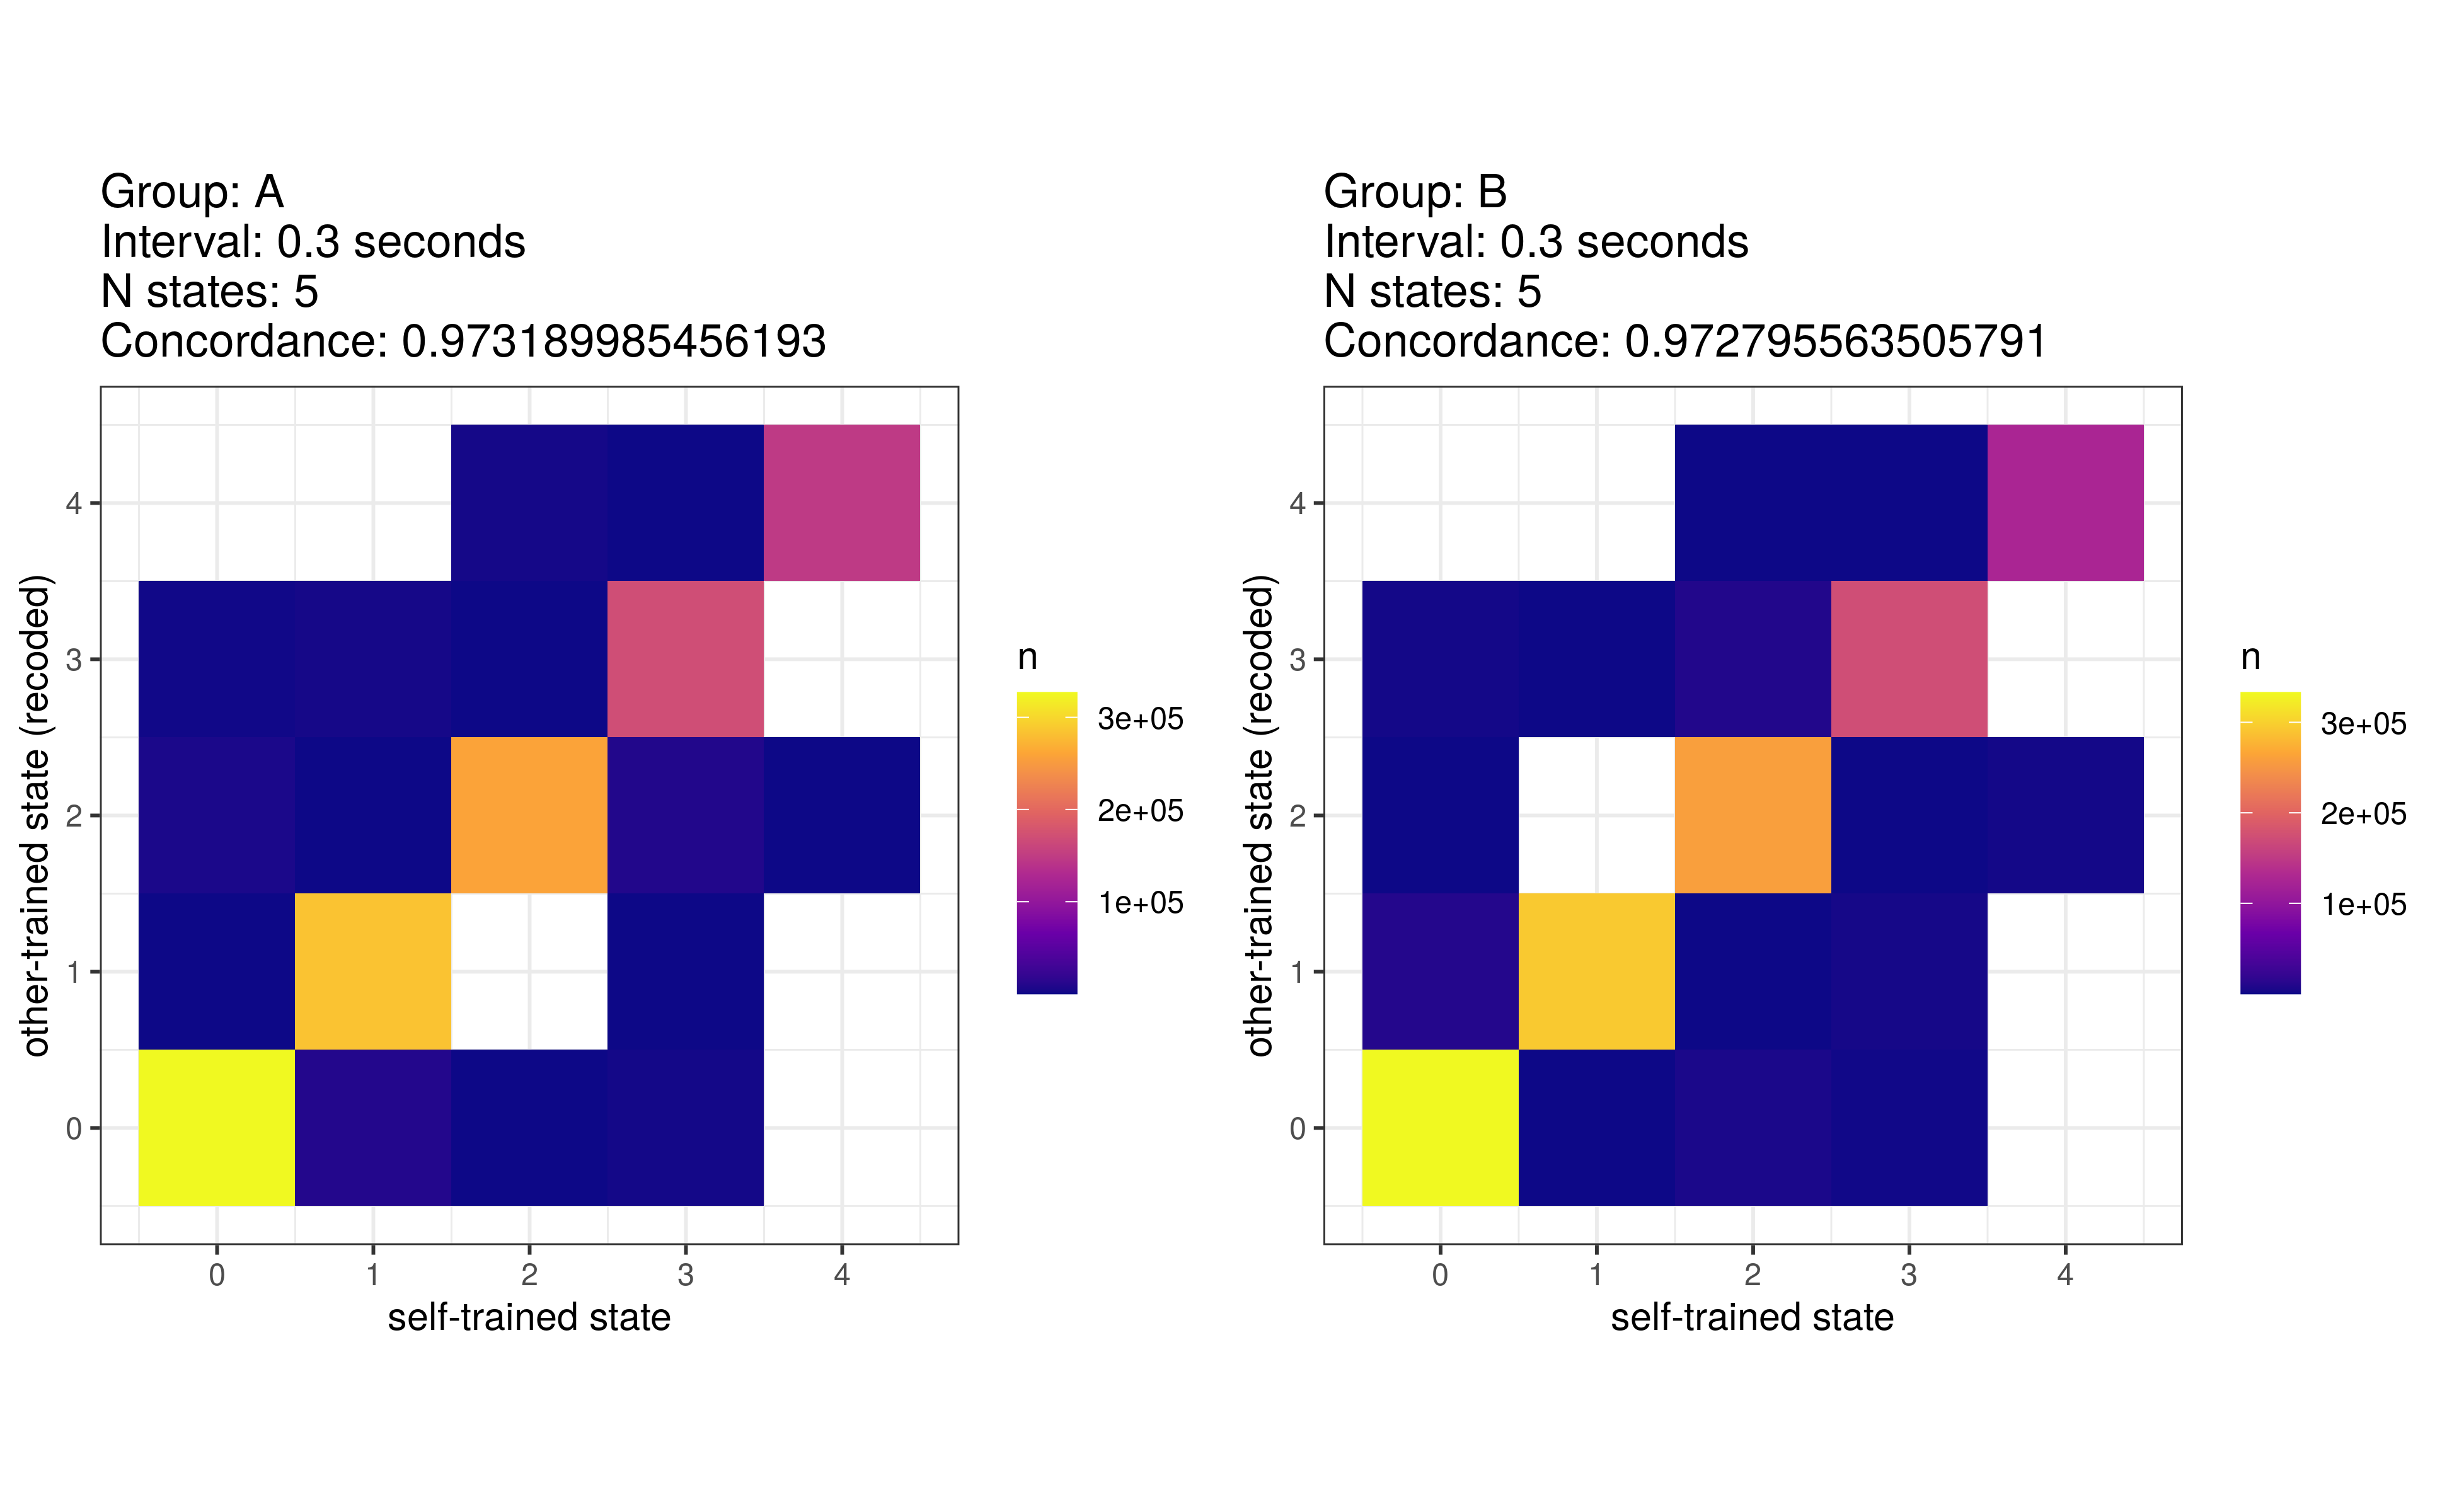 Group: A
Interval: 0.3 seconds
N states: 5
Concordance: 0.973189985456193
other-trained state (recoded)
4
3
2
1
0
0 1 2 3 4
self-trained state
n
3e+05
2e+05
1e+05
Group: B
Interval: 0.3 seconds
N states: 5
Concordance: 0.972795563505791
other-trained state (recoded)
4
3
2
1
0
0 1 2 3 4
self-trained state
n
3e+05
2e+05
1e+05